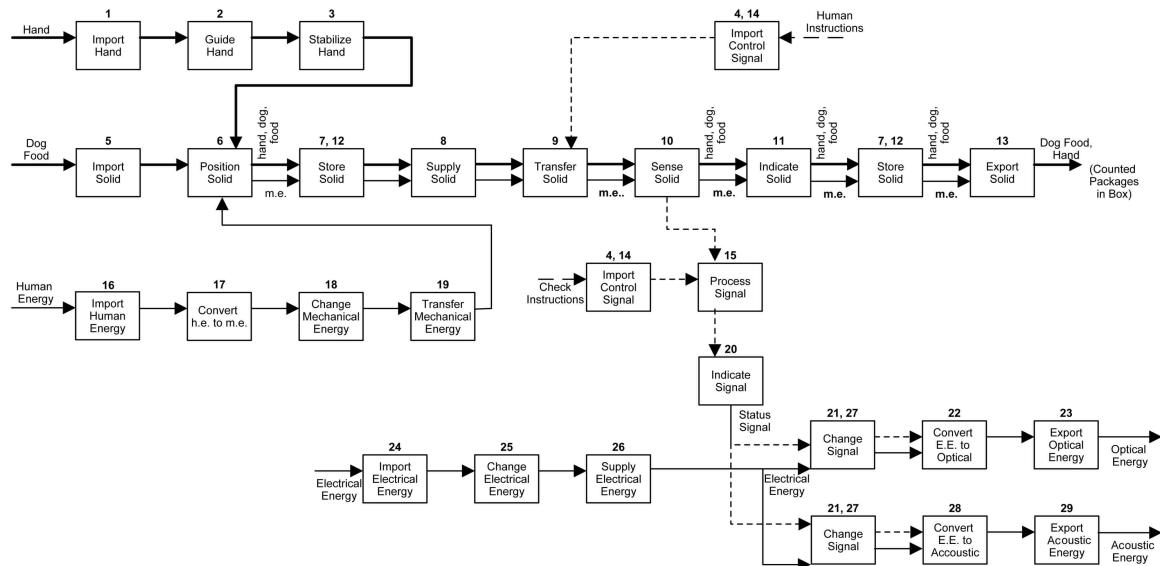 1
2
3
4, 14
Hand
Import
Hand
Guide
Hand
Stabilize
Hand
Import
Control
Signal
Human
Instructions
hand, dog,
food
hand, dog,
food
hand, dog,
food
hand, dog,
food
5
6
7, 12
8
9
10
11
7, 12
13
Dog
Food
Import
Solid
Position
Solid
Store
Solid
Supply
Solid
Transfer
Solid
Sense
Solid
Indicate
Solid
Store
Solid
Export
Solid
Dog Food,
Hand
(Counted
Packages
in Box)
m.e.
m.e..
m.e.
m.e.
m.e.
4, 14
15
Check
Instructions
Import
Control
Signal
Process
Signal
16
17
18
19
Human
Energy
Import
Human
Energy
Convert
h.e. to m.e.
Change
Mechanical
Energy
Transfer
Mechanical
Energy
20
Indicate
Signal
Status
Signal
21, 27
22
23
Change
Signal
Convert
E.E. to
Optical
Export
Optical
Energy
Optical
Energy
24
25
26
Electrical
Energy
Import
Electrical
Energy
Change
Electrical
Energy
Supply
Electrical
Energy
Electrical
Energy
21, 27
28
29
Change
Signal
Convert
E.E. to
Accoustic
Export
Acoustic
Energy
Acoustic
Energy